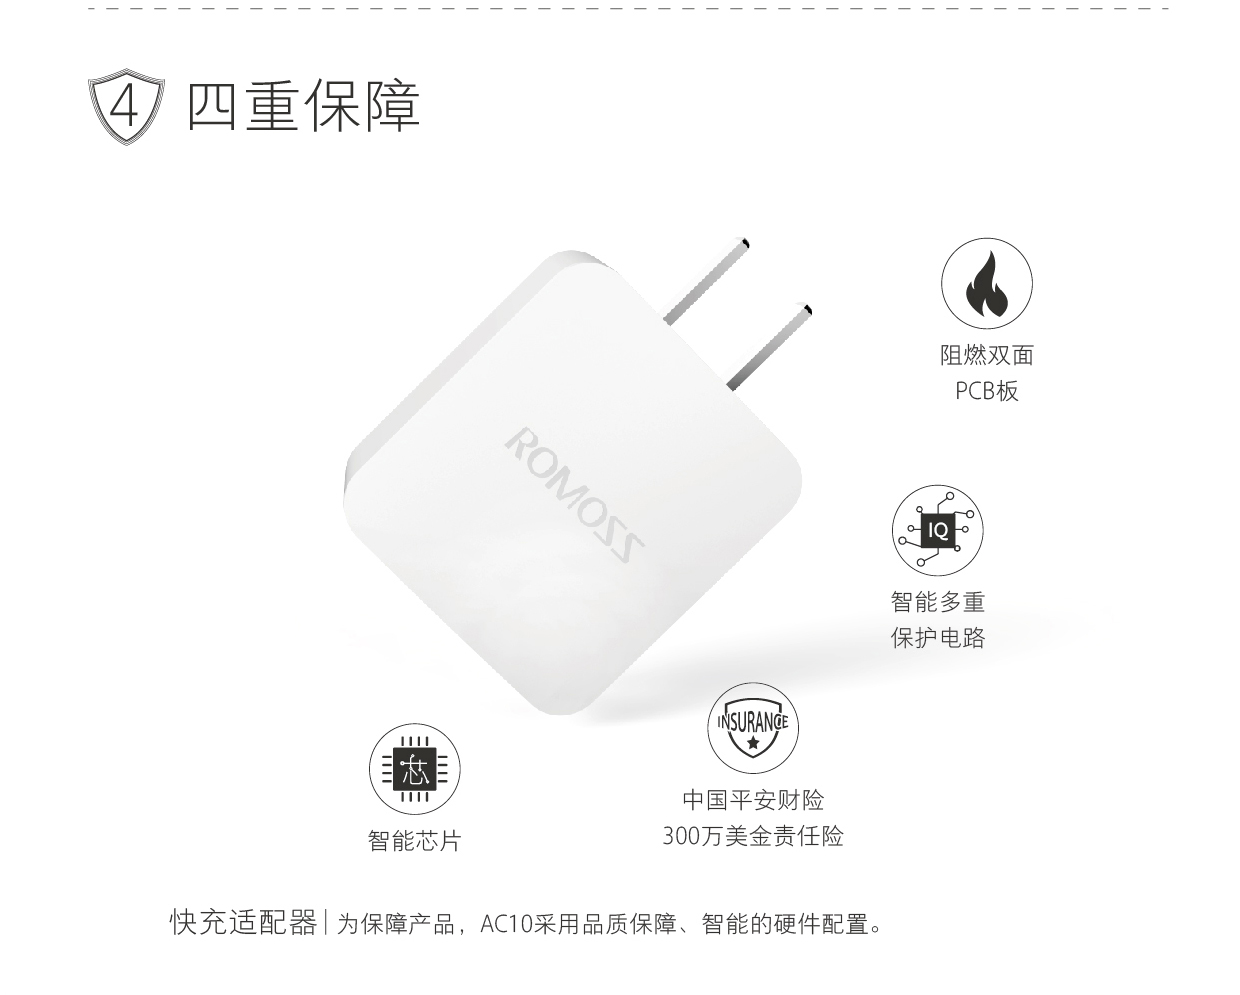 4 四重保障
阻燃双面
PCB板
ROMOSS
IQ
智能多重
保护电路
INSURANCE
中国平安财险
300万美金责任险
芯
智能芯片
快充适配器|为保障产品，AC10采用品质保障、智能的硬件配置。